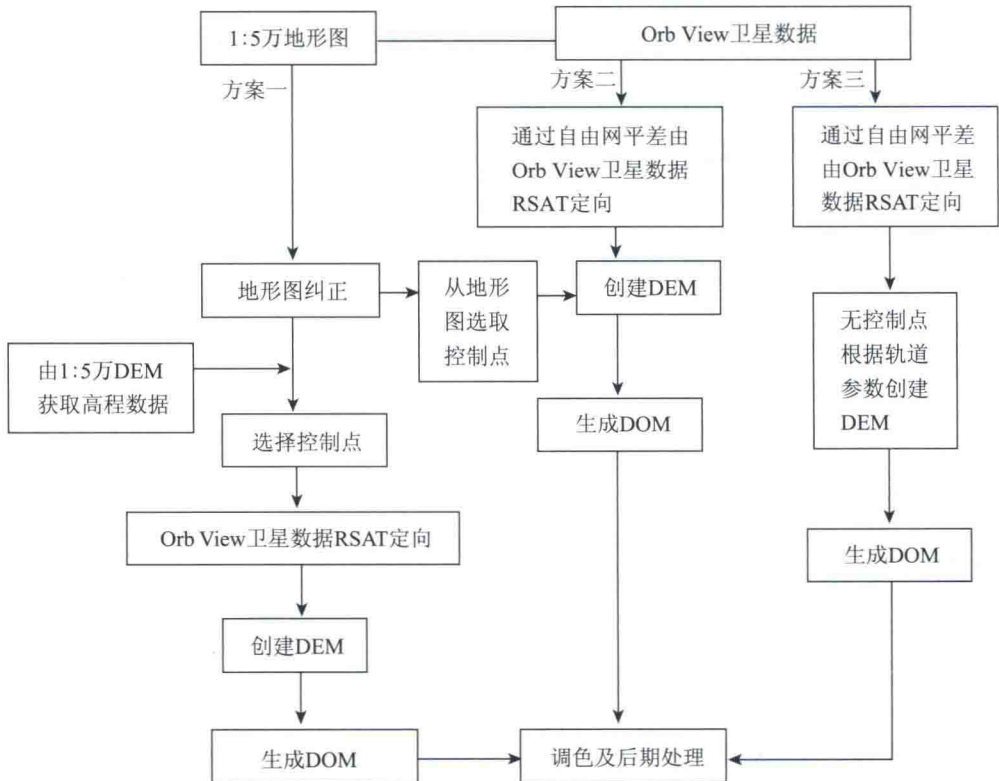 1:5万地形图
Orb View卫星数据
方案一
方案二
方案三
通过自由网平差由
Orb View卫星数据
RSAT定向
通过自由网平差
由Orb View卫星
数据RSAT定向
地形图纠正
从地形
图选取
控制点
创建DEM
无控制点
根据轨道
参数创建
DEM
由1:5万DEM
获取高程数据
选择控制点
生成DOM
Orb View卫星数据RSAT定向
生成DOM
创建DEM
生成DOM
调色及后期处理